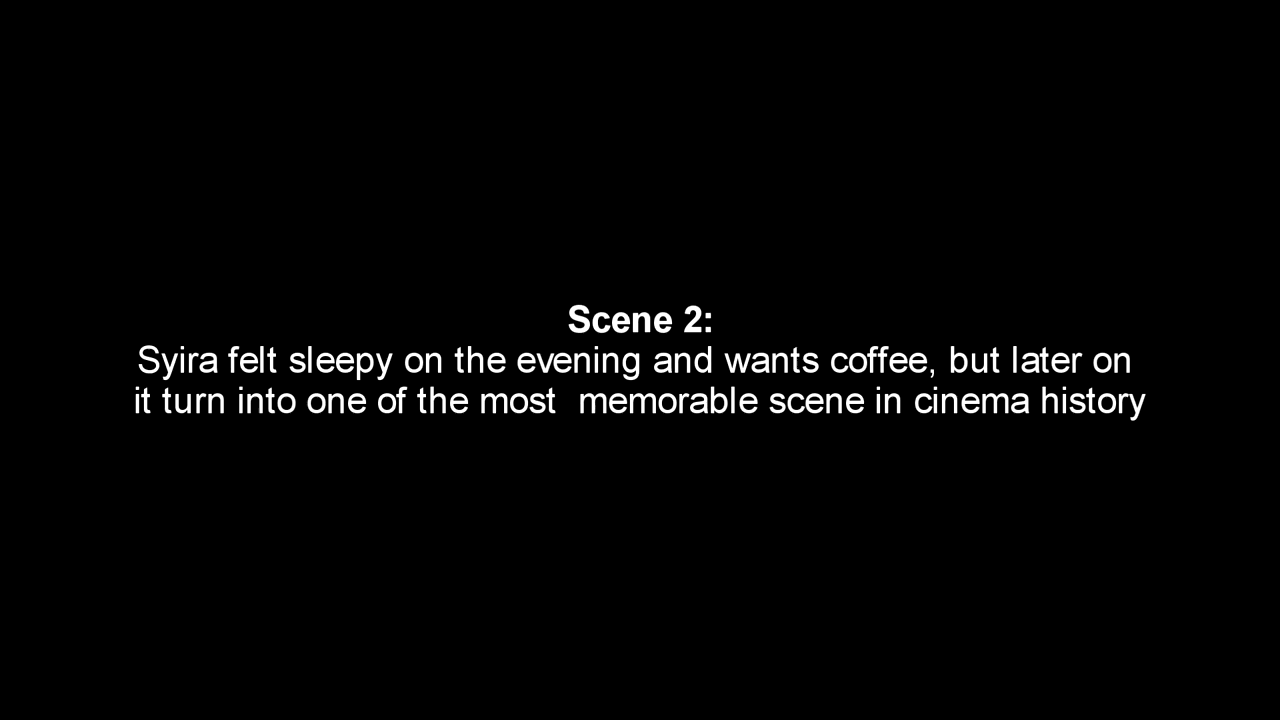 Scene 2:
Syira felt sleepy on the evening and wants coffee, but later on
it turn into one of the most  memorable scene in cinema history